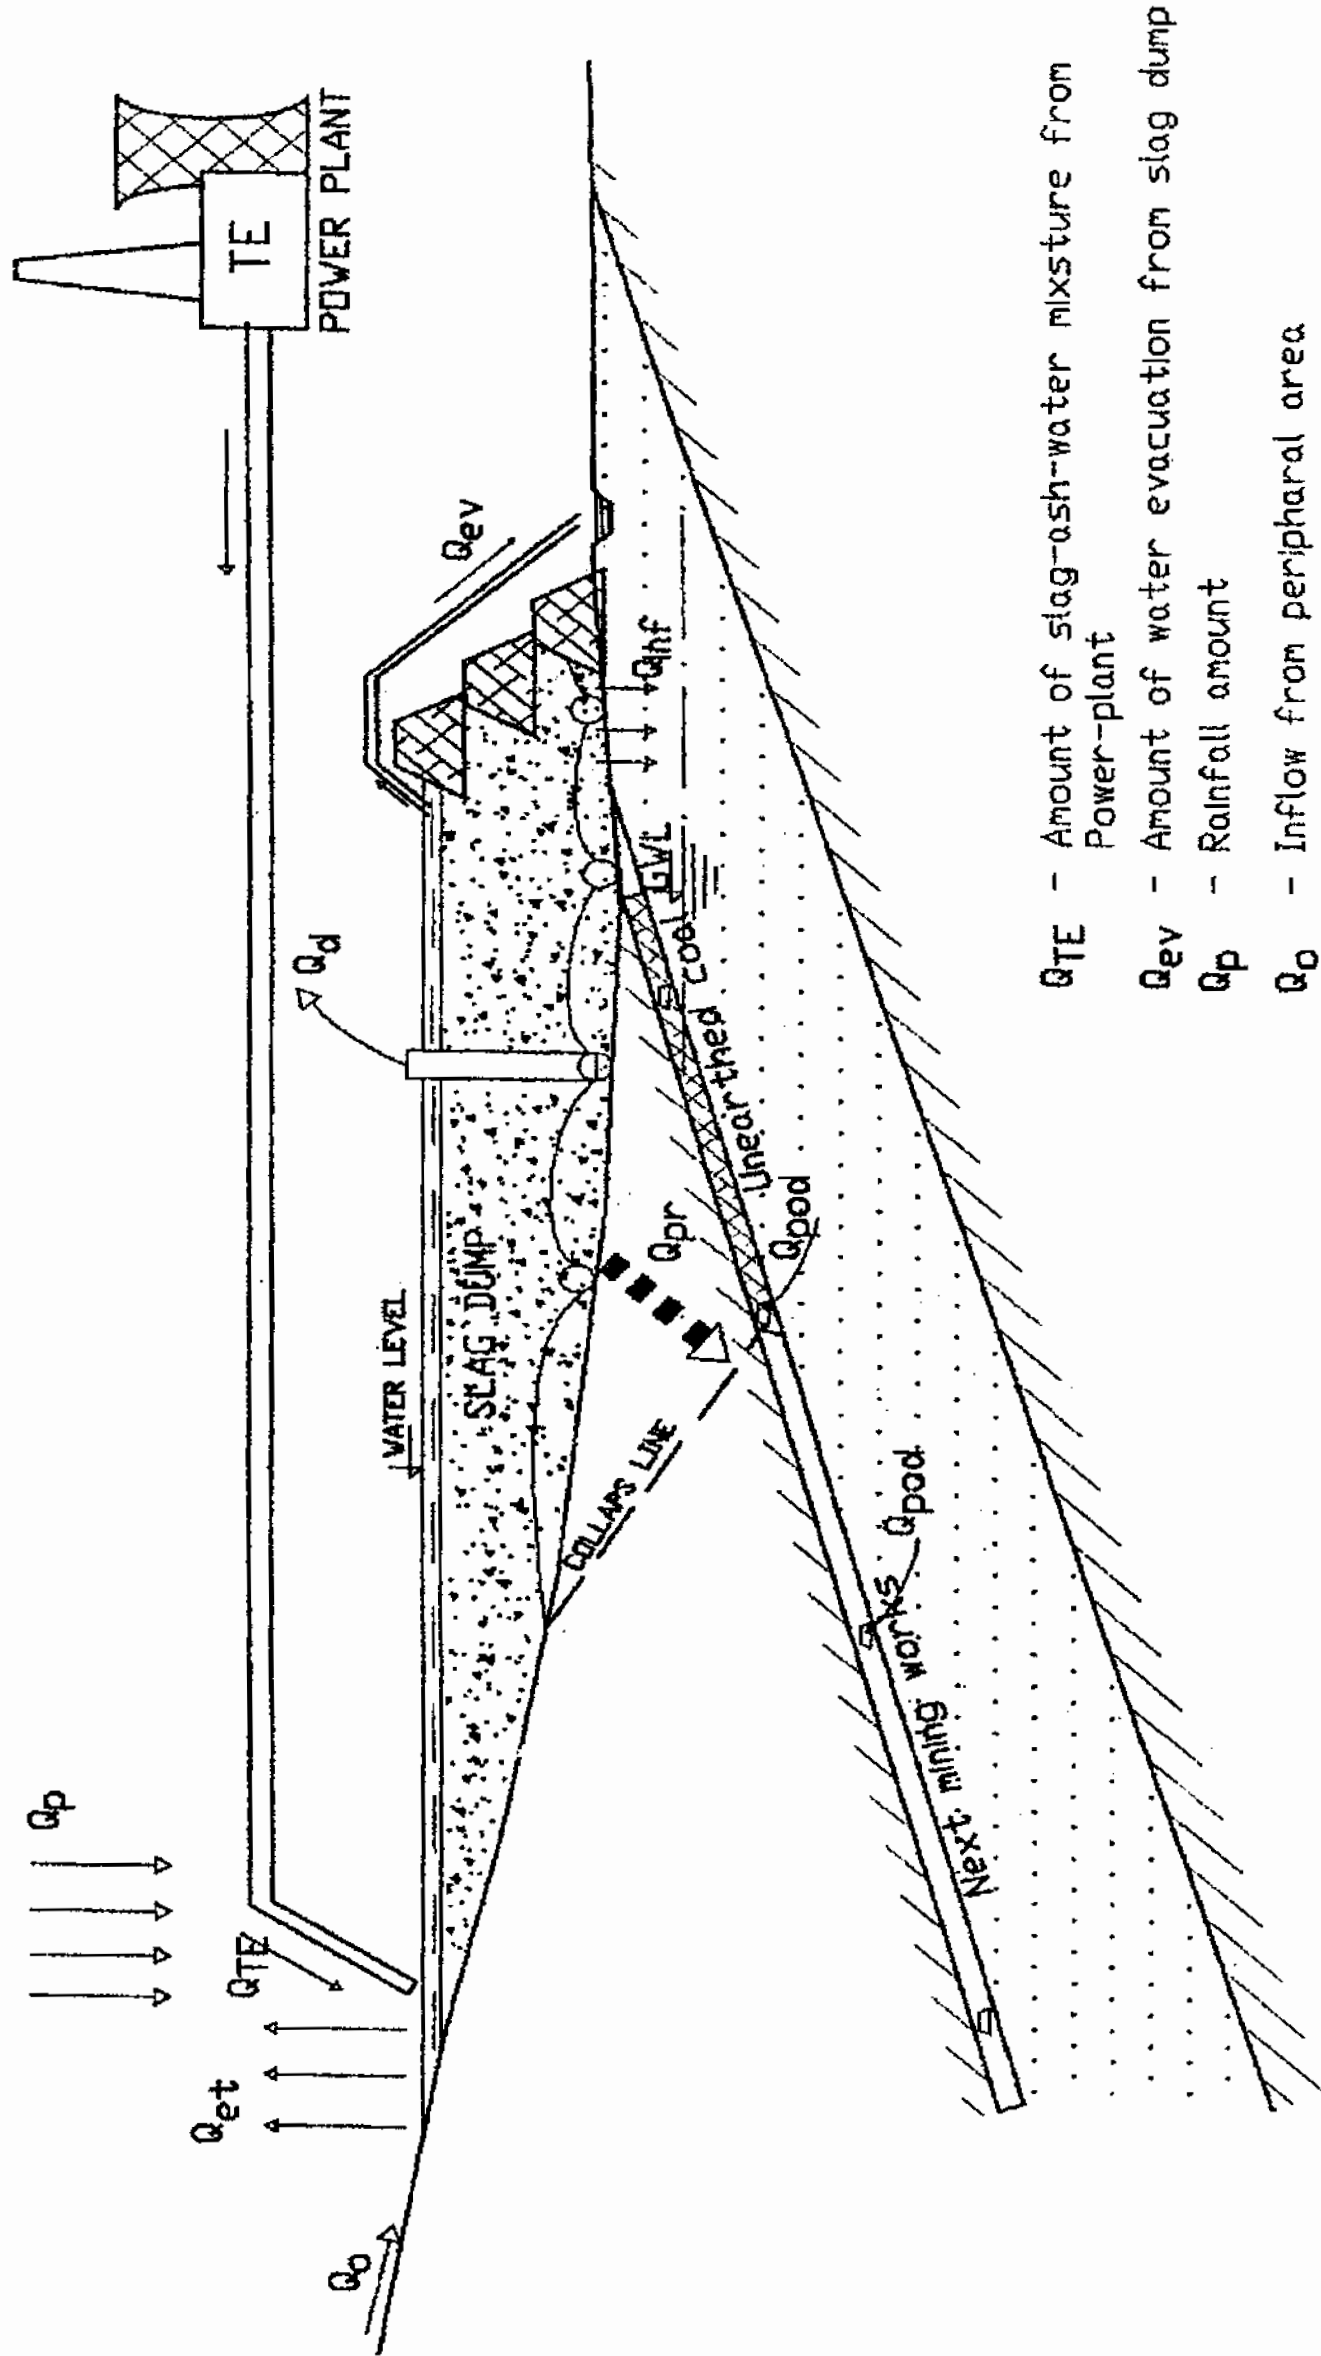 Qp
QTE
Qet
Qo
TE
POWER PLANT
Qev
Qd
WATER LEVEL
SLAG DUMP
Qinf
GWL
Unearthed coal
Qpr
Qpod
COLLAPS LINE
Qpod
Next mining works
QTE - Amount of slag-ash-water mixsture from
Power-plant
Qev - Amount of water evacuation from slag dump
Qp - Rainfall amount
Qo - Inflow from peripharal area